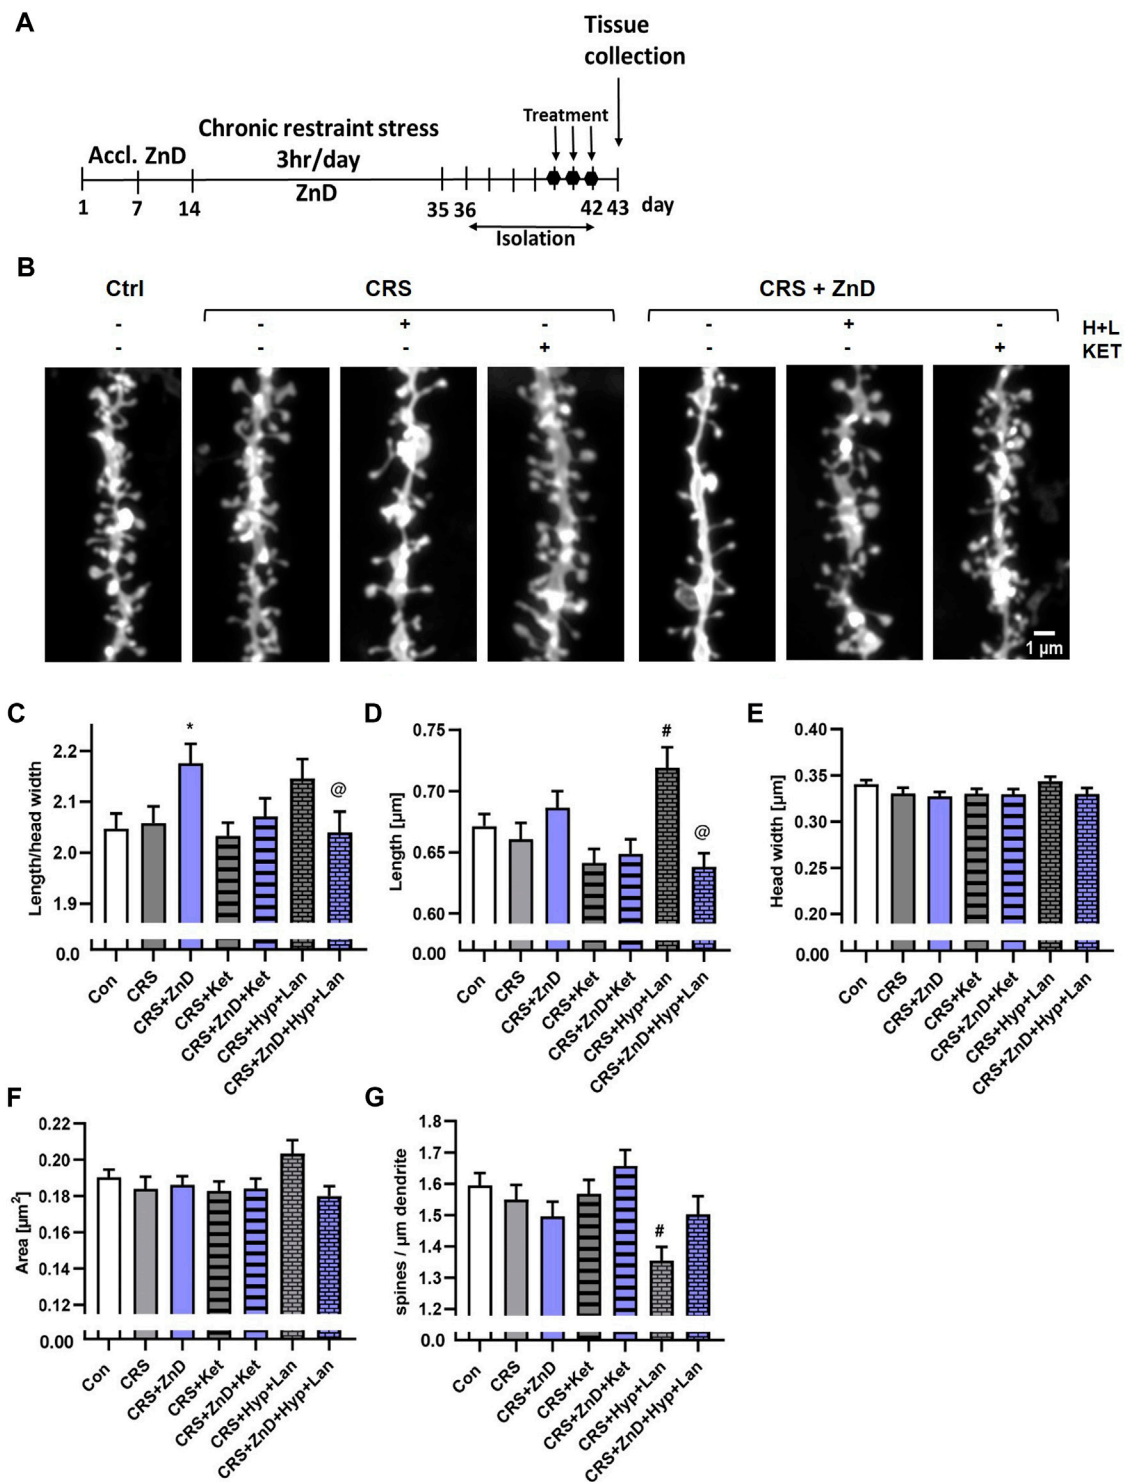 A
Tissue
collection
Treatment
Chronic restraint stress
Accl. ZnD
3hr/day
ZnD
1 7 14 35 36 42 43 day
Isolation
B
Ctrl CRS CRS + ZnD
- - + - - + - H+L
- - - + - - + KET
1 µm
C
*
@
Length/head width
2.2
2.1
2.0
1.9
0.0
Con
CRS
CRS+ZnD
CRS+Ket
CRS+ZnD+Ket
CRS+Hyp+Lan
CRS+ZnD+Hyp+Lan
D
#
@
Length [µm]
0.75
0.70
0.65
0.60
0.00
Con
CRS
CRS+ZnD
CRS+Ket
CRS+ZnD+Ket
CRS+Hyp+Lan
CRS+ZnD+Hyp+Lan
E
Head width [µm]
0.40
0.35
0.30
0.25
0.20
0.00
Con
CRS
CRS+ZnD
CRS+Ket
CRS+ZnD+Ket
CRS+Hyp+Lan
CRS+ZnD+Hyp+Lan
F
Area [µm²]
0.22
0.20
0.18
0.16
0.14
0.12
0.00
Con
CRS
CRS+ZnD
CRS+Ket
CRS+ZnD+Ket
CRS+Hyp+Lan
CRS+ZnD+Hyp+Lan
G
#
spines / µm dendrite
1.8
1.7
1.6
1.5
1.4
1.3
1.2
0.0
Con
CRS
CRS+ZnD
CRS+Ket
CRS+ZnD+Ket
CRS+Hyp+Lan
CRS+ZnD+Hyp+Lan